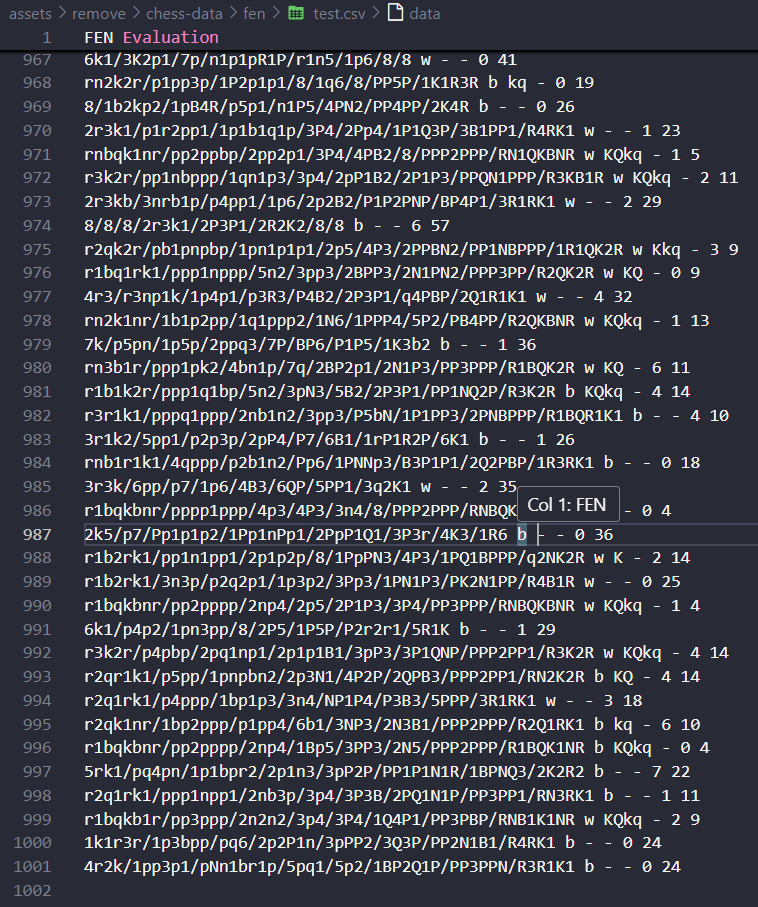 assets > remove > chess-data > fen > test.csv > data
1 FEN Evaluation
967 6k1/3K2p1/7p/n1p1pR1P/r1n5/1p6/8/8 w - - 0 41
968 rn2k2r/p1pp3p/1P2p1p1/8/1q6/8/PP5P/1K1R3R b kq - 0 19
969 8/1b2kp2/1pB4R/p5p1/n1P5/4PN2/PP4PP/2K4R b - - 0 26
970 2r3k1/p1r2pp1/1p1b1q1p/3P4/2Pp4/1P1Q3P/3B1PP1/R4RK1 w - - 1 23
971 rnbqk1nr/pp2ppbp/2pp2p1/3P4/4PB2/8/PPP2PPP/RN1QKBNR w KQkq - 1 5
972 r3k2r/pp1nbppp/1qn1p3/3p4/2pP1B2/2P1P3/PPQN1PPP/R3KB1R w KQkq - 2 11
973 2r3kb/3nrb1p/p4pp1/1p6/2p2B2/P1P2PNP/BP4P1/3R1RK1 w - - 2 29
974 8/8/8/2r3k1/2P3P1/2R2K2/8/8 b - - 6 57
975 r2qk2r/pb1pnpbp/1pn1p1p1/2p5/4P3/2PPBN2/PP1NBPPP/1R1QK2R w Kkq - 3 9
976 r1bq1rk1/ppp1nppp/5n2/3pp3/2BPP3/2N1PN2/PPP3PP/R2QK2R w KQ - 0 9
977 4r3/r3np1k/1p4p1/p3R3/P4B2/2P3P1/q4PBP/2Q1R1K1 w - - 4 32
978 rn2k1nr/1b1p2pp/1q1ppp2/1N6/1PPP4/5P2/PB4PP/R2QKBNR w KQkq - 1 13
979 7k/p5pn/1p5p/2ppq3/7P/BP6/P1P5/1K3b2 b - - 1 36
980 rn3b1r/ppp1pk2/4bn1p/7q/2BP2p1/2N1P3/PP3PPP/R1BQK2R w KQ - 6 11
981 r1b1k2r/ppp1q1bp/5n2/3pN3/5B2/2P3P1/PP1NQ2P/R3K2R b KQkq - 4 14
982 r3r1k1/pppq1ppp/2nb1n2/3pp3/P5bN/1P1PP3/2PNBPPP/R1BQR1K1 b - - 4 10
983 3r1k2/5pp1/p2p3p/2pP4/P7/6B1/1rP1R2P/6K1 b - - 1 26
984 rnb1r1k1/4qppp/p2b1n2/Pp6/1PNNp3/B3P1P1/2Q2PBP/1R3RK1 b - - 0 18
985 3r3k/6pp/p7/1p6/4B3/6QP/5PP1/3q2K1 w - - 2 35
Col 1: FEN
986 r1bqkbnr/pppp1ppp/4p3/4P3/3n4/8/PPP2PPP/RNBQK - 0 4
987 2k5/p7/Pp1p1p2/1Pp1nPp1/2PpP1Q1/3P3r/4K3/1R6 b - - 0 36
988 r1b2rk1/pp1n1pp1/2p1p2p/8/1PpPN3/4P3/1PQ1BPPP/q2NK2R w K - 2 14
989 r1b2rk1/3n3p/p2q2p1/1p3p2/3Pp3/1PN1P3/PK2N1PP/R4B1R w - - 0 25
990 r1bqkbnr/pp2pppp/2np4/2p5/2P1P3/3P4/PP3PPP/RNBQKBNR w KQkq - 1 4
991 6k1/p4p2/1pn3pp/8/2P5/1P5P/P2r2r1/5R1K b - - 1 29
992 r3k2r/p4pbp/2pq1np1/2p1p1B1/3pP3/3P1QNP/PPP2PP1/R3K2R w KQkq - 4 14
993 r2qr1k1/p5pp/1pnpbn2/2p3N1/4P2P/2QPB3/PPP2PP1/RN2K2R b KQ - 4 14
994 r2q1rk1/p4ppp/1bp1p3/3n4/NP1P4/P3B3/5PPP/3R1RK1 w - - 3 18
995 r2qk1nr/1bp2ppp/p1pp4/6b1/3NP3/2N3B1/PPP2PPP/R2Q1RK1 b kq - 6 10
996 r1bqkbnr/pp2pppp/2np4/1Bp5/3PP3/2N5/PPP2PPP/R1BQK1NR b KQkq - 0 4
997 5rk1/pq4pn/1p1bpr2/2p1n3/3pP2P/PP1P1N1R/1BPNQ3/2K2R2 b - - 7 22
998 r2q1rk1/ppp1npp1/2nb3p/3p4/3P3B/2PQ1N1P/PP3PP1/RN3RK1 b - - 1 11
999 r1bqkb1r/pp3ppp/2n2n2/3p4/3P4/1Q4P1/PP3PBP/RNB1K1NR w KQkq - 2 9
1000 1k1r3r/1p3bpp/pq6/2p2P1n/3pPP2/3Q3P/PP2N1B1/R4RK1 b - - 0 24
1001 4r2k/1pp3p1/pNn1br1p/5pq1/5p2/1BP2Q1P/PP3PPN/R3R1K1 b - - 0 24
1002